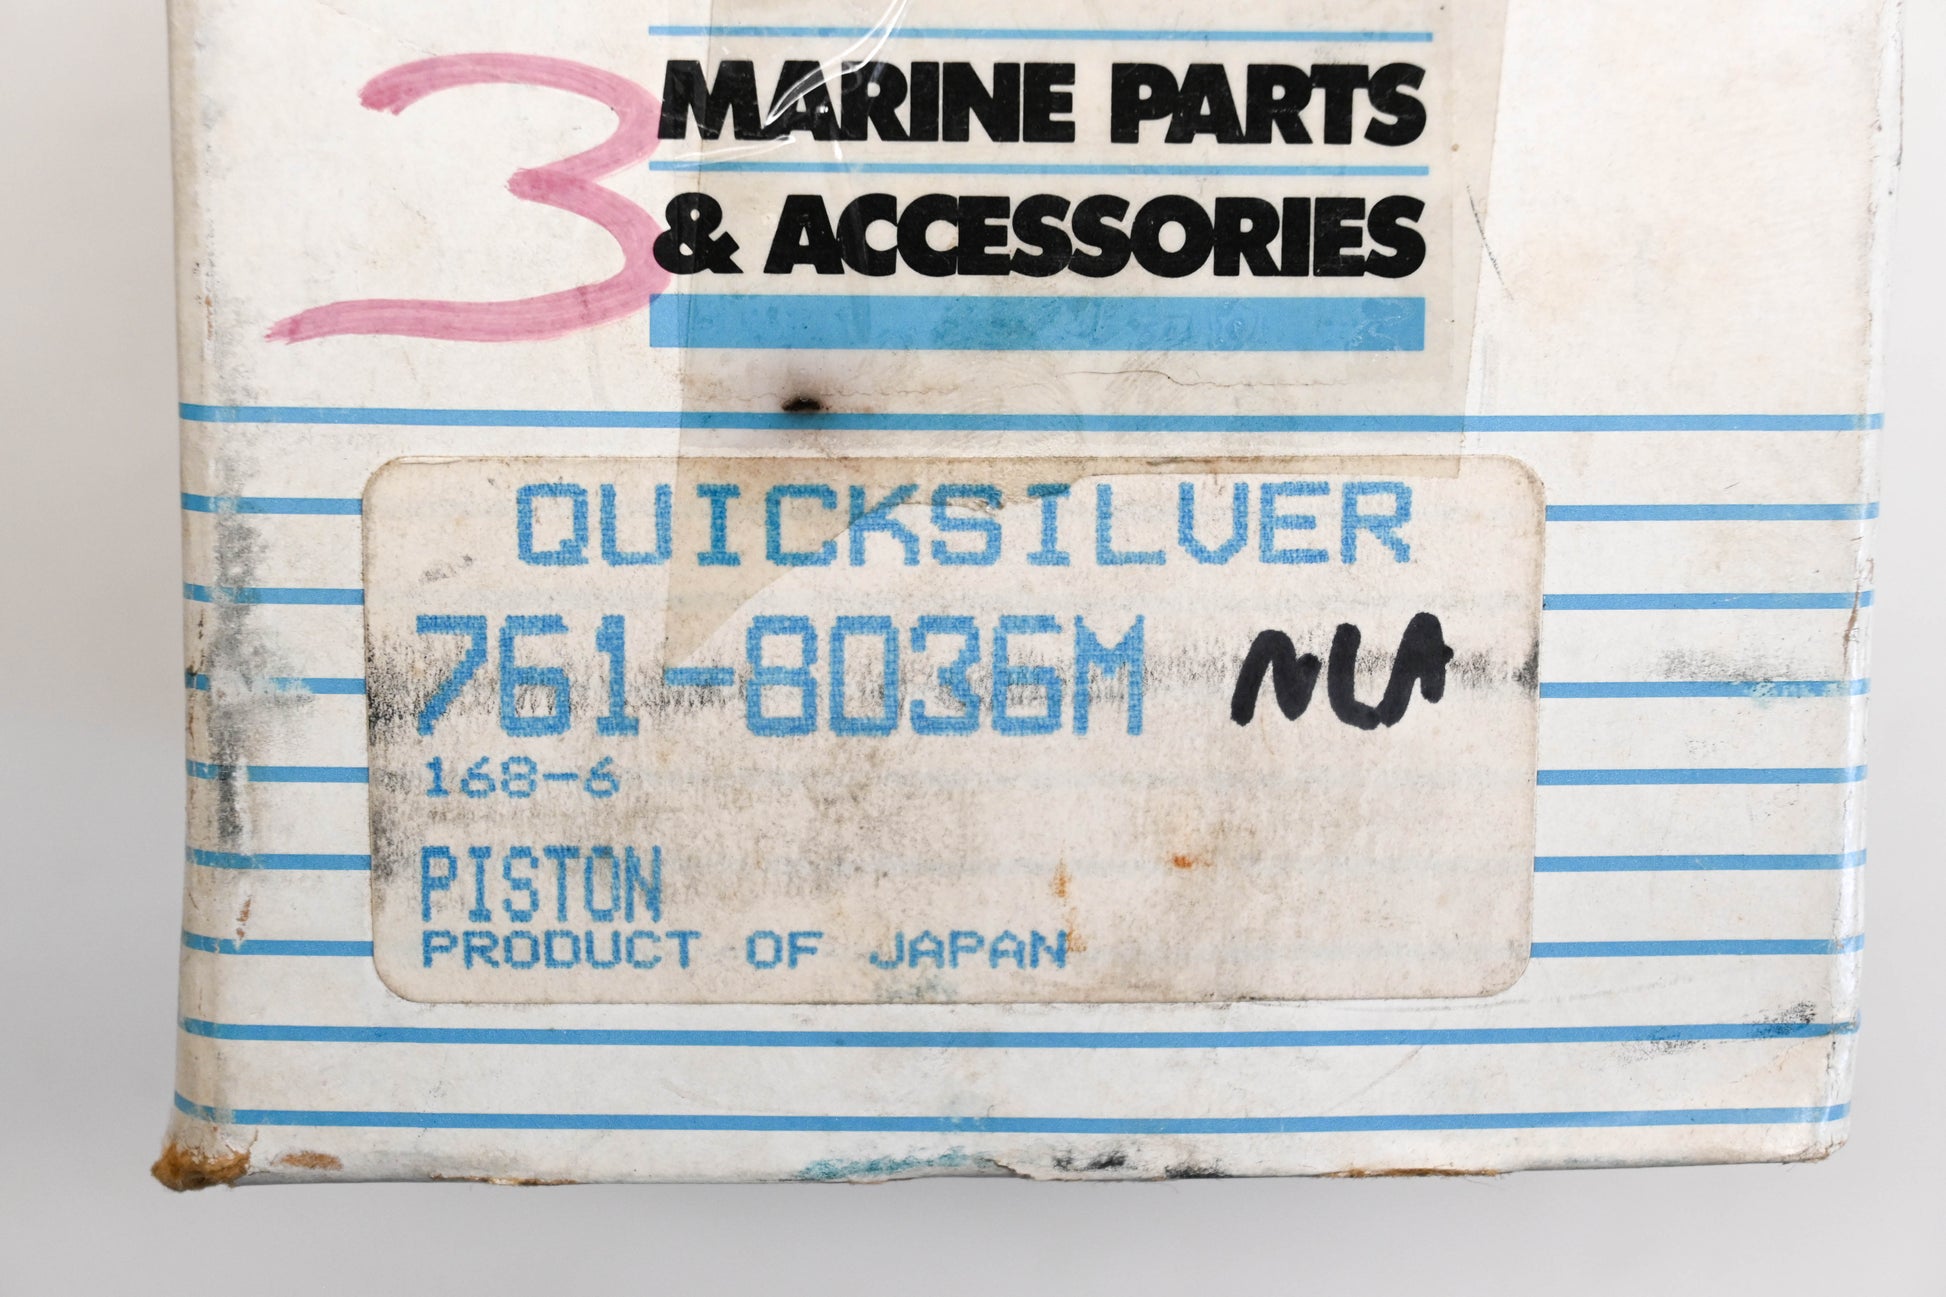 3
MARINE PARTS
& ACCESSORIES
QUICKSILVER
761-8036M NLA
168-6
PISTON
PRODUCT OF JAPAN